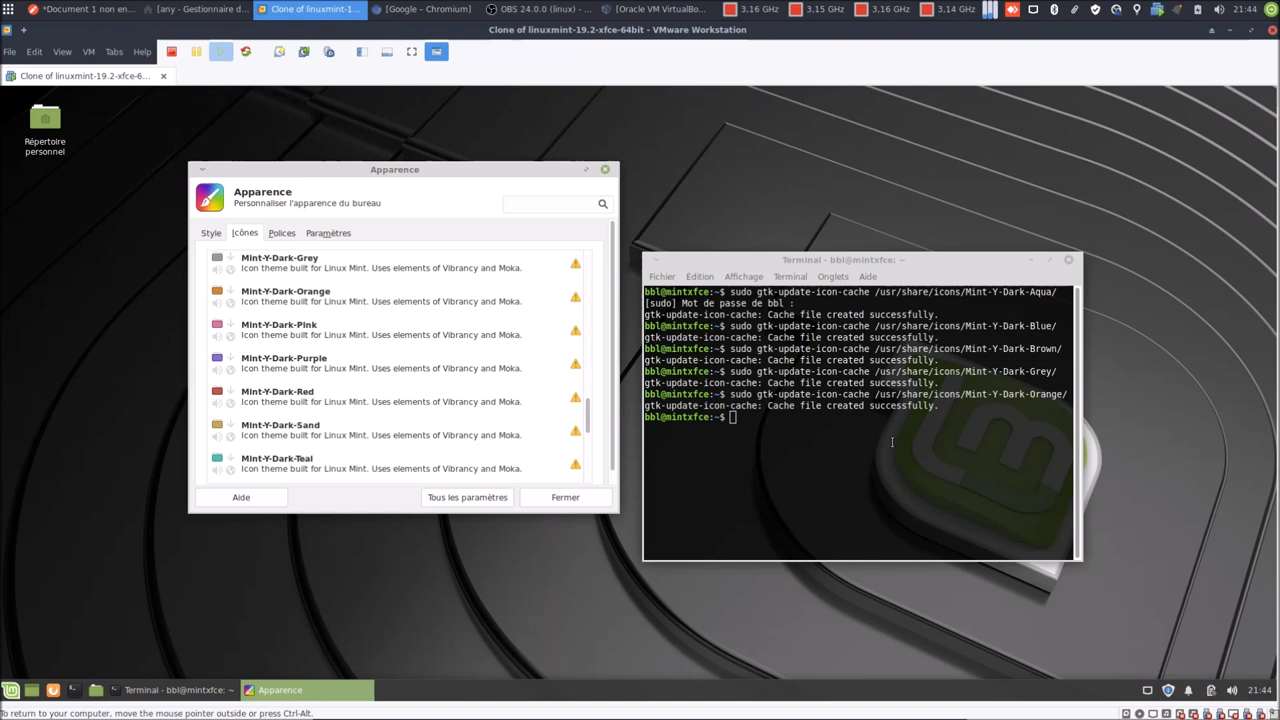 *Document 1 non en...
[any - Gestionnaire d...
Clone of linuxmint-1...
[Google – Chromium]
OBS 24.0.0 (linux) - ...
[Oracle VM VirtualBo...
3,16 GHz
3,15 GHz
3,16 GHz
3,14 GHz
21:44
Clone of linuxmint-19.2-xfce-64bit - VMware Workstation
File Edit View VM Tabs Help
Clone of linuxmint-19.2-xfce-6...
Répertoire
personnel
Apparence
Apparence
Personnaliser l'apparence du bureau
Style Icônes Polices Paramètres
Mint-Y-Dark-Grey
Icon theme built for Linux Mint. Uses elements of Vibrancy and Moka.
Mint-Y-Dark-Orange
Icon theme built for Linux Mint. Uses elements of Vibrancy and Moka.
Mint-Y-Dark-Pink
Icon theme built for Linux Mint. Uses elements of Vibrancy and Moka.
Mint-Y-Dark-Purple
Icon theme built for Linux Mint. Uses elements of Vibrancy and Moka.
Mint-Y-Dark-Red
Icon theme built for Linux Mint. Uses elements of Vibrancy and Moka.
Mint-Y-Dark-Sand
Icon theme built for Linux Mint. Uses elements of Vibrancy and Moka.
Mint-Y-Dark-Teal
Icon theme built for Linux Mint. Uses elements of Vibrancy and Moka.
Aide
Tous les paramètres
Fermer
Terminal - bbl@mintxfce: ~
Fichier Édition Affichage Terminal Onglets Aide
bbl@mintxfce:~$ sudo gtk-update-icon-cache /usr/share/icons/Mint-Y-Dark-Aqua/
[sudo] Mot de passe de bbl :
gtk-update-icon-cache: Cache file created successfully.
bbl@mintxfce:~$ sudo gtk-update-icon-cache /usr/share/icons/Mint-Y-Dark-Blue/
gtk-update-icon-cache: Cache file created successfully.
bbl@mintxfce:~$ sudo gtk-update-icon-cache /usr/share/icons/Mint-Y-Dark-Brown/
gtk-update-icon-cache: Cache file created successfully.
bbl@mintxfce:~$ sudo gtk-update-icon-cache /usr/share/icons/Mint-Y-Dark-Grey/
gtk-update-icon-cache: Cache file created successfully.
bbl@mintxfce:~$ sudo gtk-update-icon-cache /usr/share/icons/Mint-Y-Dark-Orange/
gtk-update-icon-cache: Cache file created successfully.
bbl@mintxfce:~$
Terminal - bbl@mintxfce: ~
Apparence
21:44
To return to your computer, move the mouse pointer outside or press Ctrl-Alt.